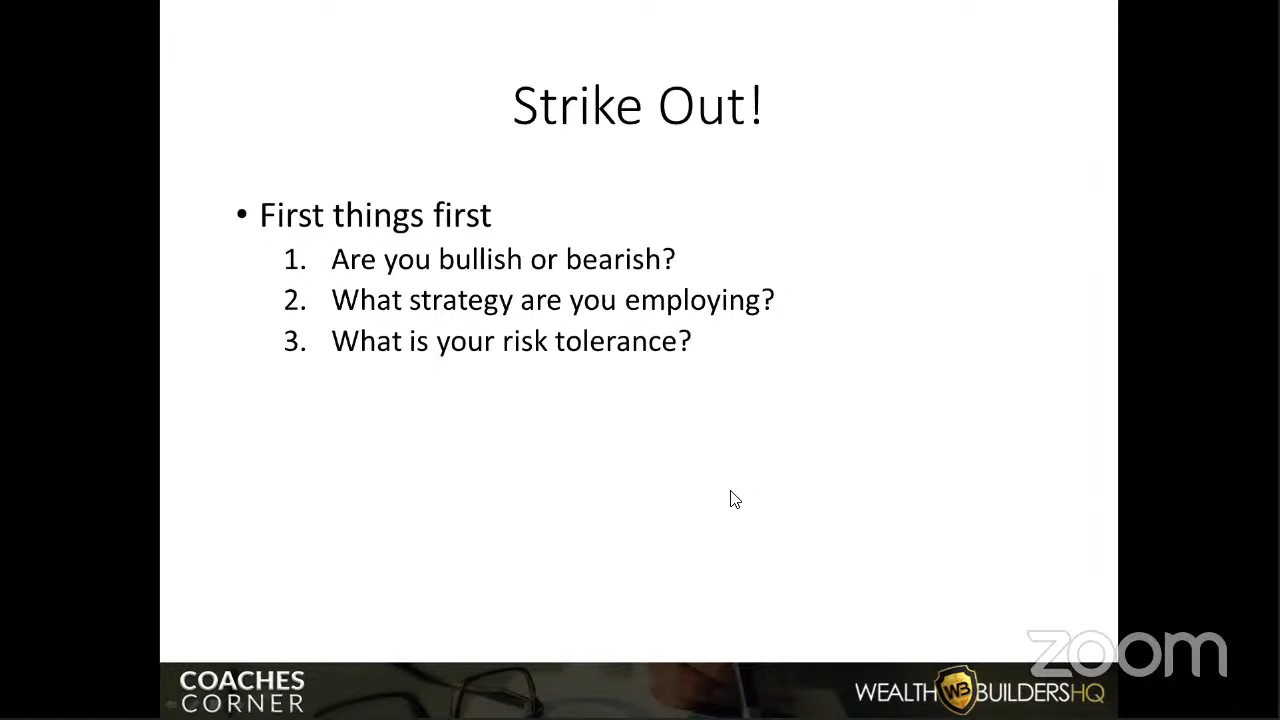 Strike Out!
• First things first
1. Are you bullish or bearish?
2. What strategy are you employing?
3. What is your risk tolerance?
zoom
COACHES
CORNER
WEALTH WB BUILDERSHQ